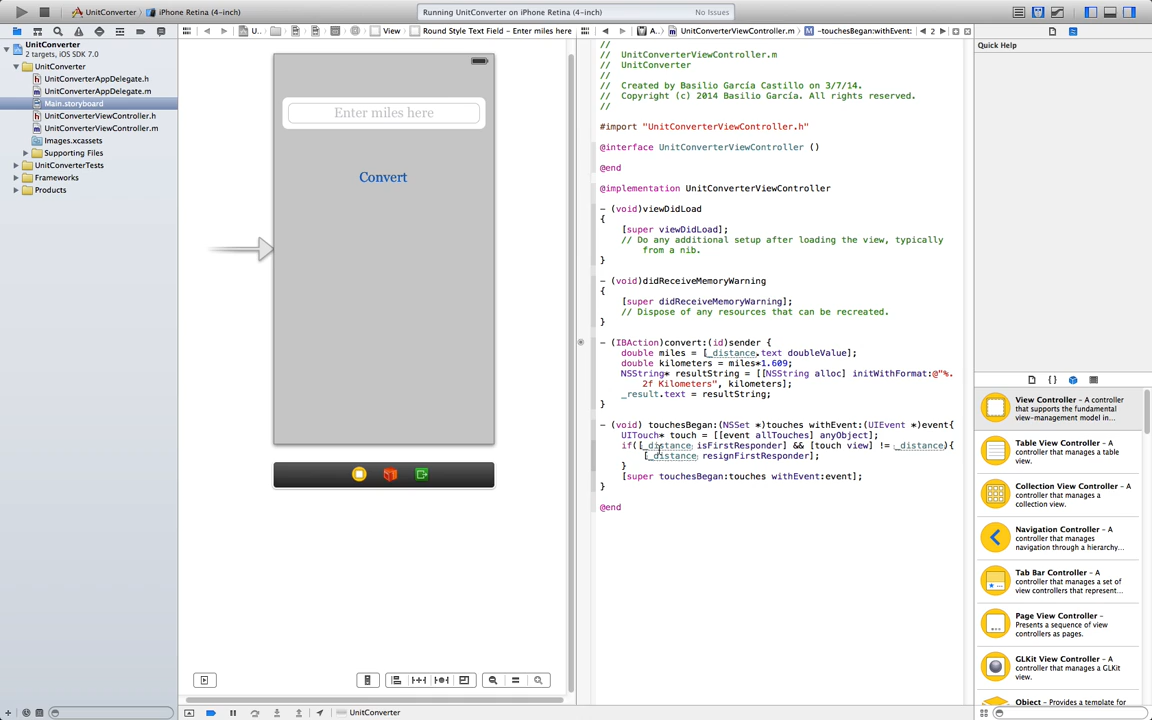 UnitConverter
iPhone Retina (4-inch)
Running UnitConverter on iPhone Retina (4-inch)
No Issues
U...
View
Round Style Text Field - Enter miles here
A...
UnitConverterViewController.m
-touchesBegan:withEvent:
2
UnitConverter
2 targets, iOS SDK 7.0
UnitConverter
UnitConverterAppDelegate.h
UnitConverterAppDelegate.m
Main.storyboard
UnitConverterViewController.h
UnitConverterViewController.m
Images.xcassets
Supporting Files
UnitConverterTests
Frameworks
Products
Enter miles here
Convert
//
//  UnitConverterViewController.m
//  UnitConverter
//
//  Created by Basilio García Castillo on 3/7/14.
//  Copyright (c) 2014 Basilio García. All rights reserved.
//
#import "UnitConverterViewController.h"
@interface UnitConverterViewController ()
@end
@implementation UnitConverterViewController
- (void)viewDidLoad
{
[super viewDidLoad];
// Do any additional setup after loading the view, typically
from a nib.
}
- (void)didReceiveMemoryWarning
{
[super didReceiveMemoryWarning];
// Dispose of any resources that can be recreated.
}
- (IBAction)convert:(id)sender {
double miles = [_distance.text doubleValue];
double kilometers = miles*1.609;
NSString* resultString = [[NSString alloc] initWithFormat:@"%.
2f Kilometers", kilometers];
_result.text = resultString;
}
- (void) touchesBegan:(NSSet *)touches withEvent:(UIEvent *)event{
UITouch* touch = [[event allTouches] anyObject];
if([_distance isFirstResponder] && [touch view] != _distance){
[_distance resignFirstResponder];
}
[super touchesBegan:touches withEvent:event];
}
@end
Quick Help
View Controller - A controller
that supports the fundamental
view-management model in...
Table View Controller - A
controller that manages a table
view.
Collection View Controller - A
controller that manages a
collection view.
Navigation Controller - A
controller that manages
navigation through a hierarchy...
Tab Bar Controller - A
controller that manages a set of
view controllers that represent...
Page View Controller -
Presents a sequence of view
controllers as pages.
GLKit View Controller - A
controller that manages a GLKit
view.
Object - Provides a template for
UnitConverter